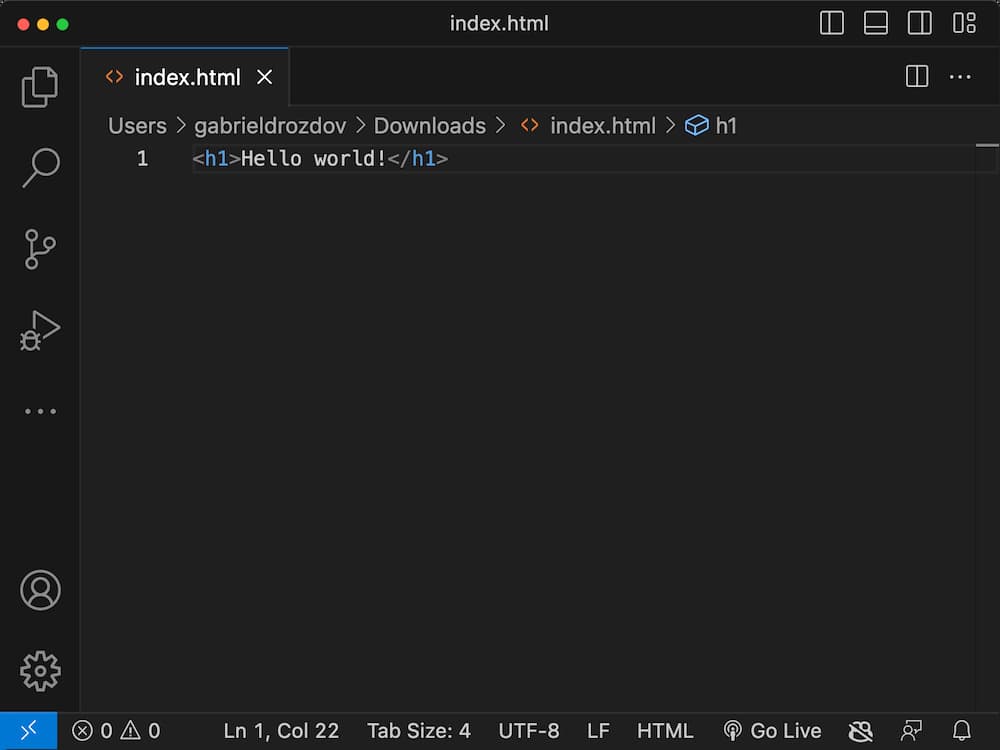 index.html
index.html
Users > gabrieldrozdov > Downloads > <> index.html > h1
1 <h1>Hello world!</h1>
0 0 Ln 1, Col 22 Tab Size: 4 UTF-8 LF HTML Go Live